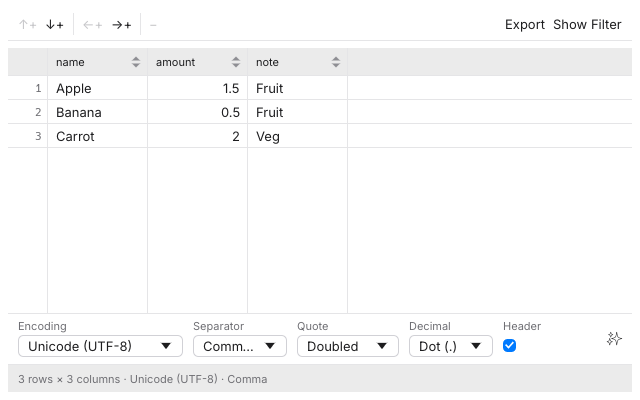 ↑+ ↓+ ←+ →+ − Export Show Filter
name amount note
1 Apple 1.5 Fruit
2 Banana 0.5 Fruit
3 Carrot 2 Veg
Encoding Separator Quote Decimal Header
Unicode (UTF-8) Comm... Doubled Dot (.)
3 rows × 3 columns · Unicode (UTF-8) · Comma